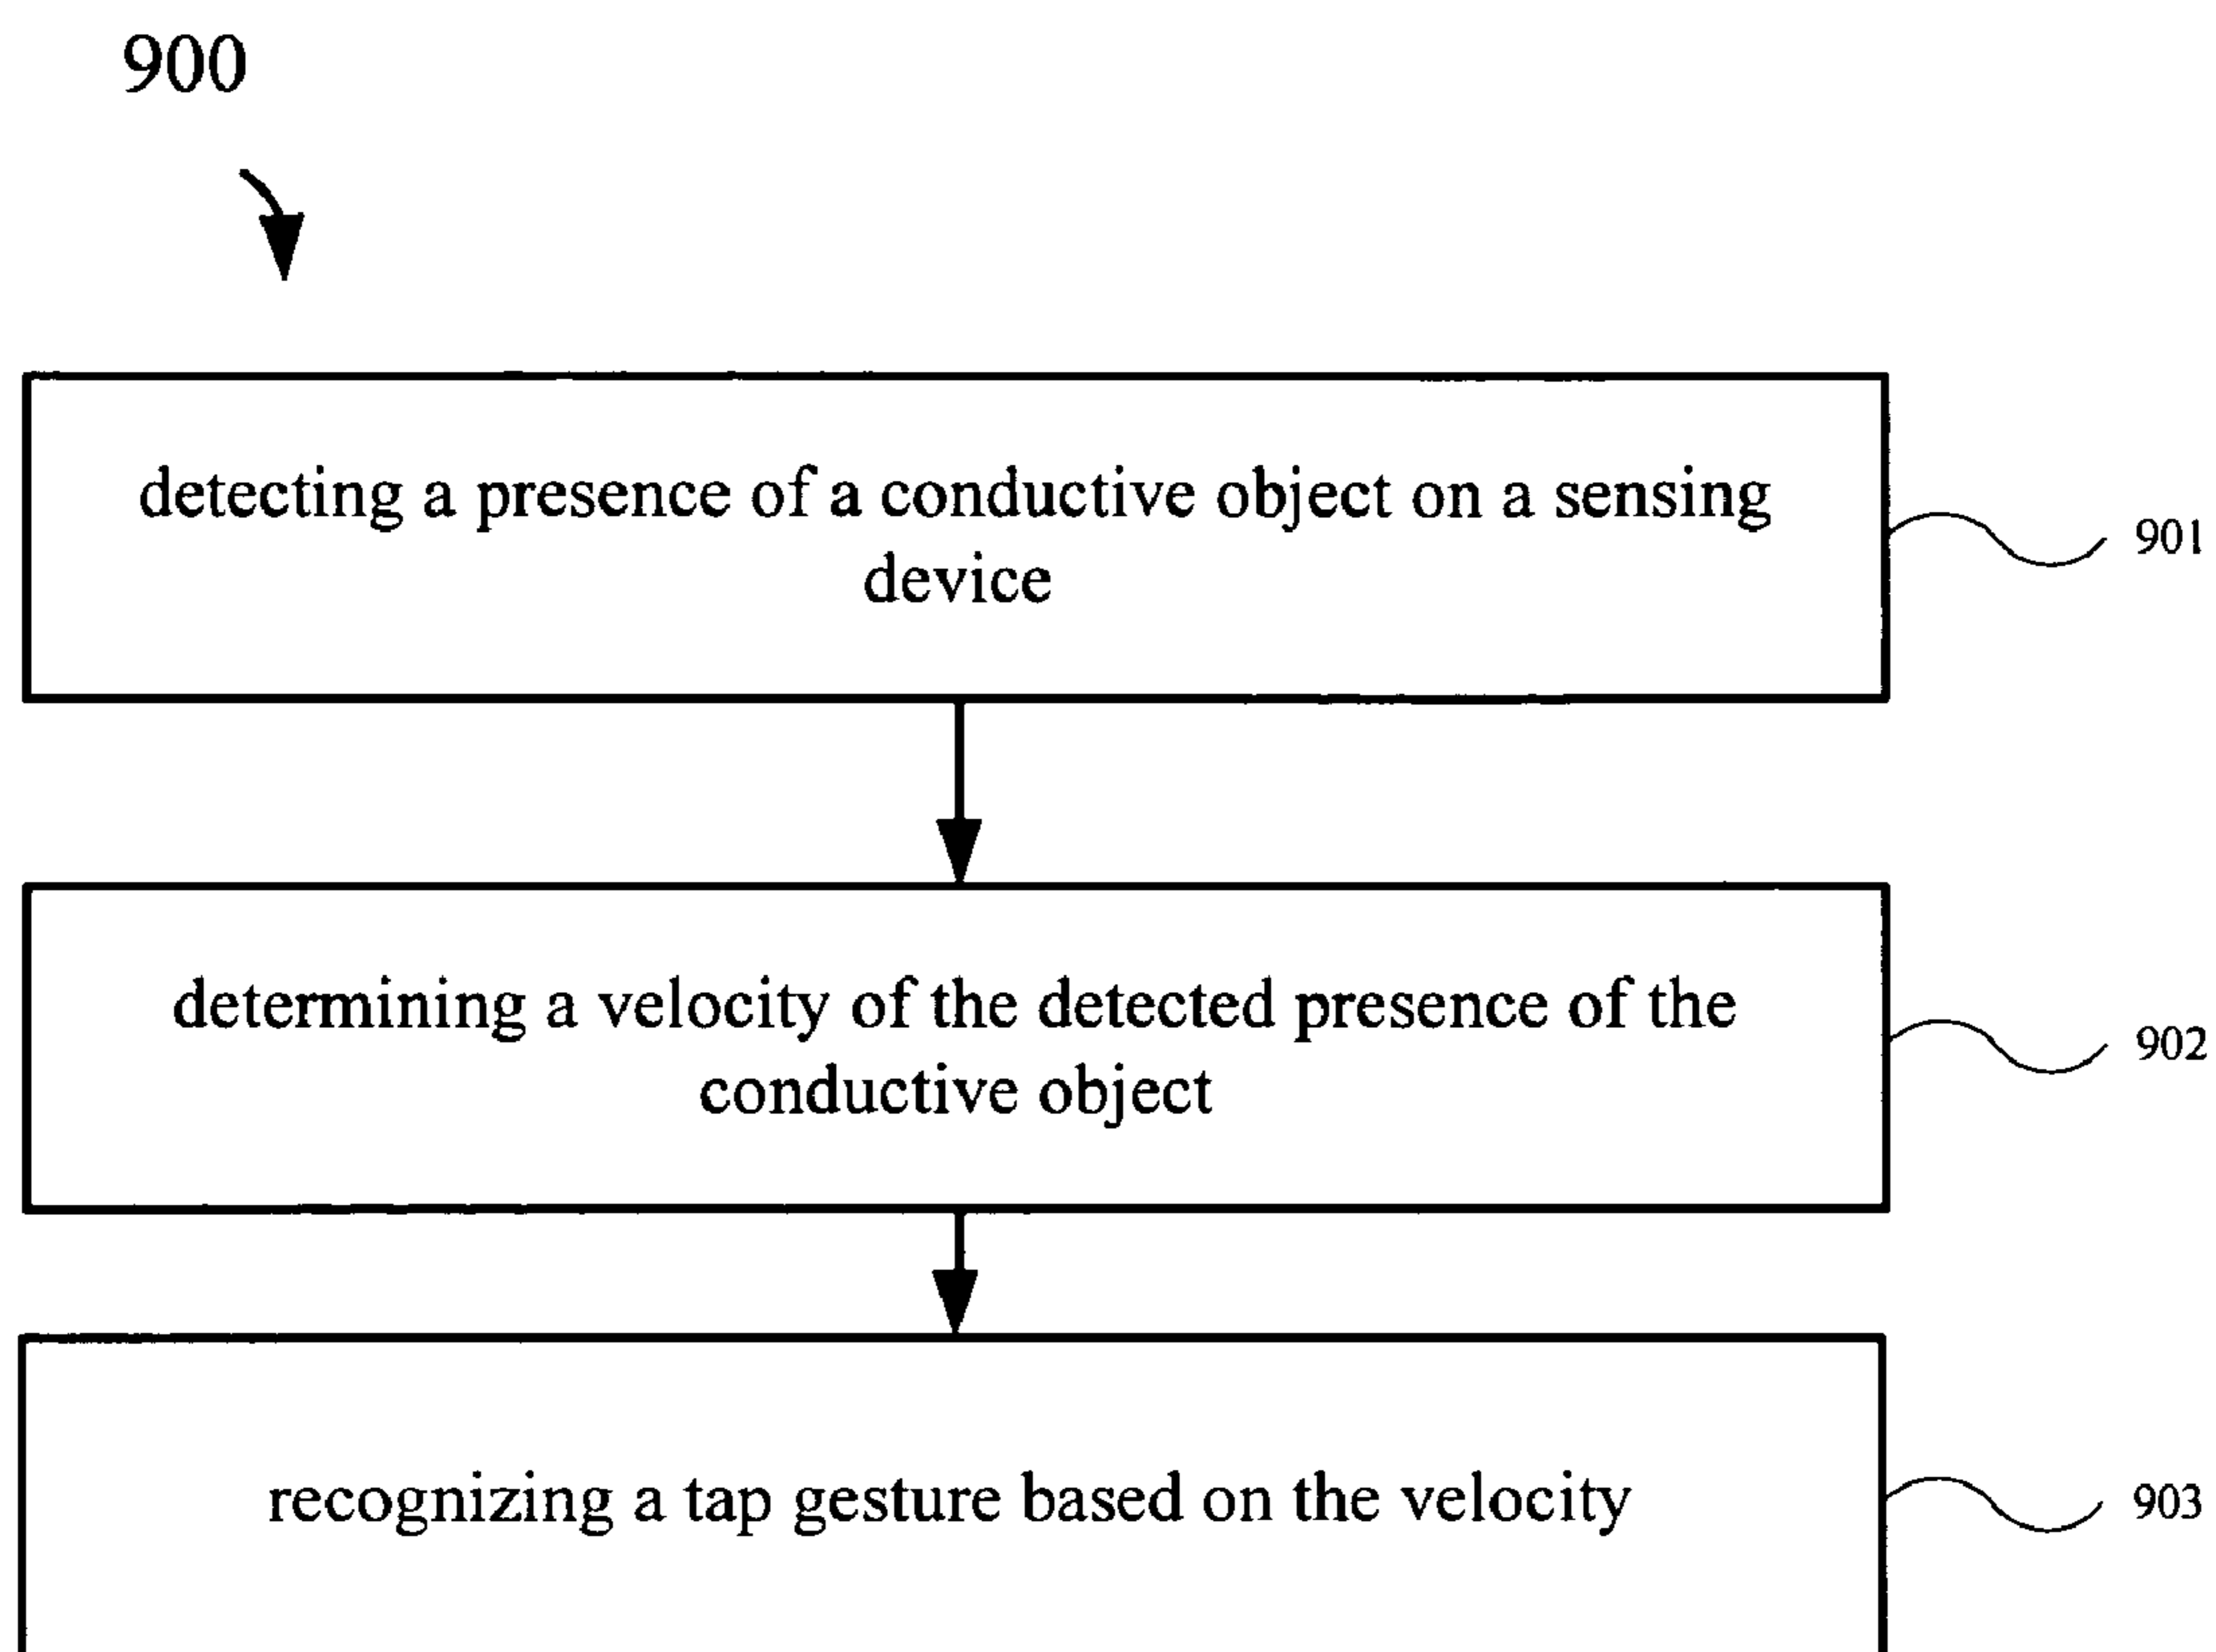 900
detecting a presence of a conductive object on a sensing
device
901
determining a velocity of the detected presence of the
conductive object
902
recognizing a tap gesture based on the velocity
903